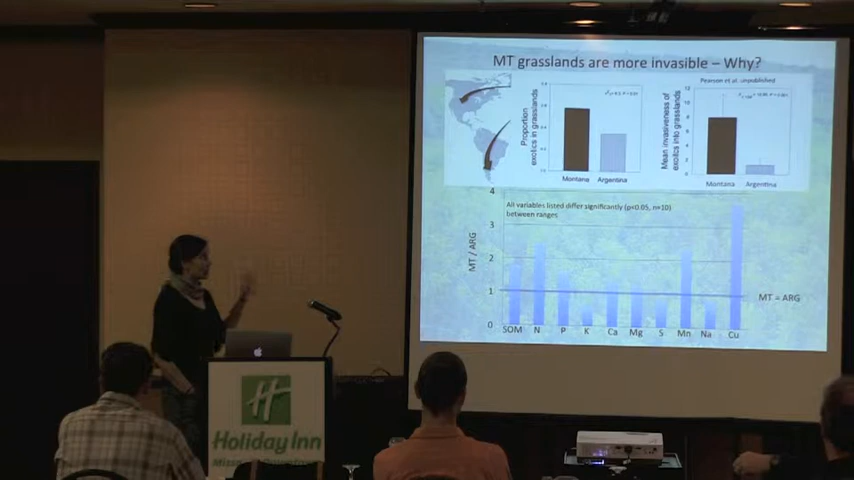 MT grasslands are more invasible – Why?
Pearson et al. unpublished
Proportion
exotics in grasslands
Montana
Argentina
Mean invasiveness of
exotics into grasslands
Montana
Argentina
4
3
2
1
0
MT / ARG
All variables listed differ significantly (p<0.05, n=10)
between ranges
MT = ARG
SOM N P K Ca Mg S Mn Na Cu
Holiday Inn